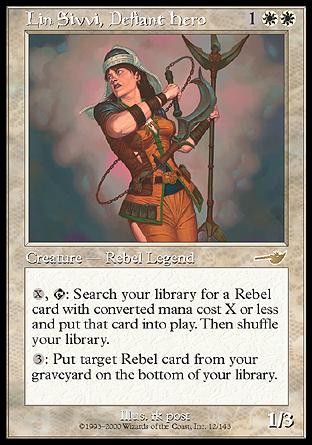 Lin Sivvi, Defiant Hero 1
Creature — Rebel Legend
X, : Search your library for a Rebel
card with converted mana cost X or less
and put that card into play. Then shuffle
your library.
3: Put target Rebel card from your
graveyard on the bottom of your library.
Illus. rk post
1/3
©1993–2000 Wizards of the Coast, Inc. 12/143